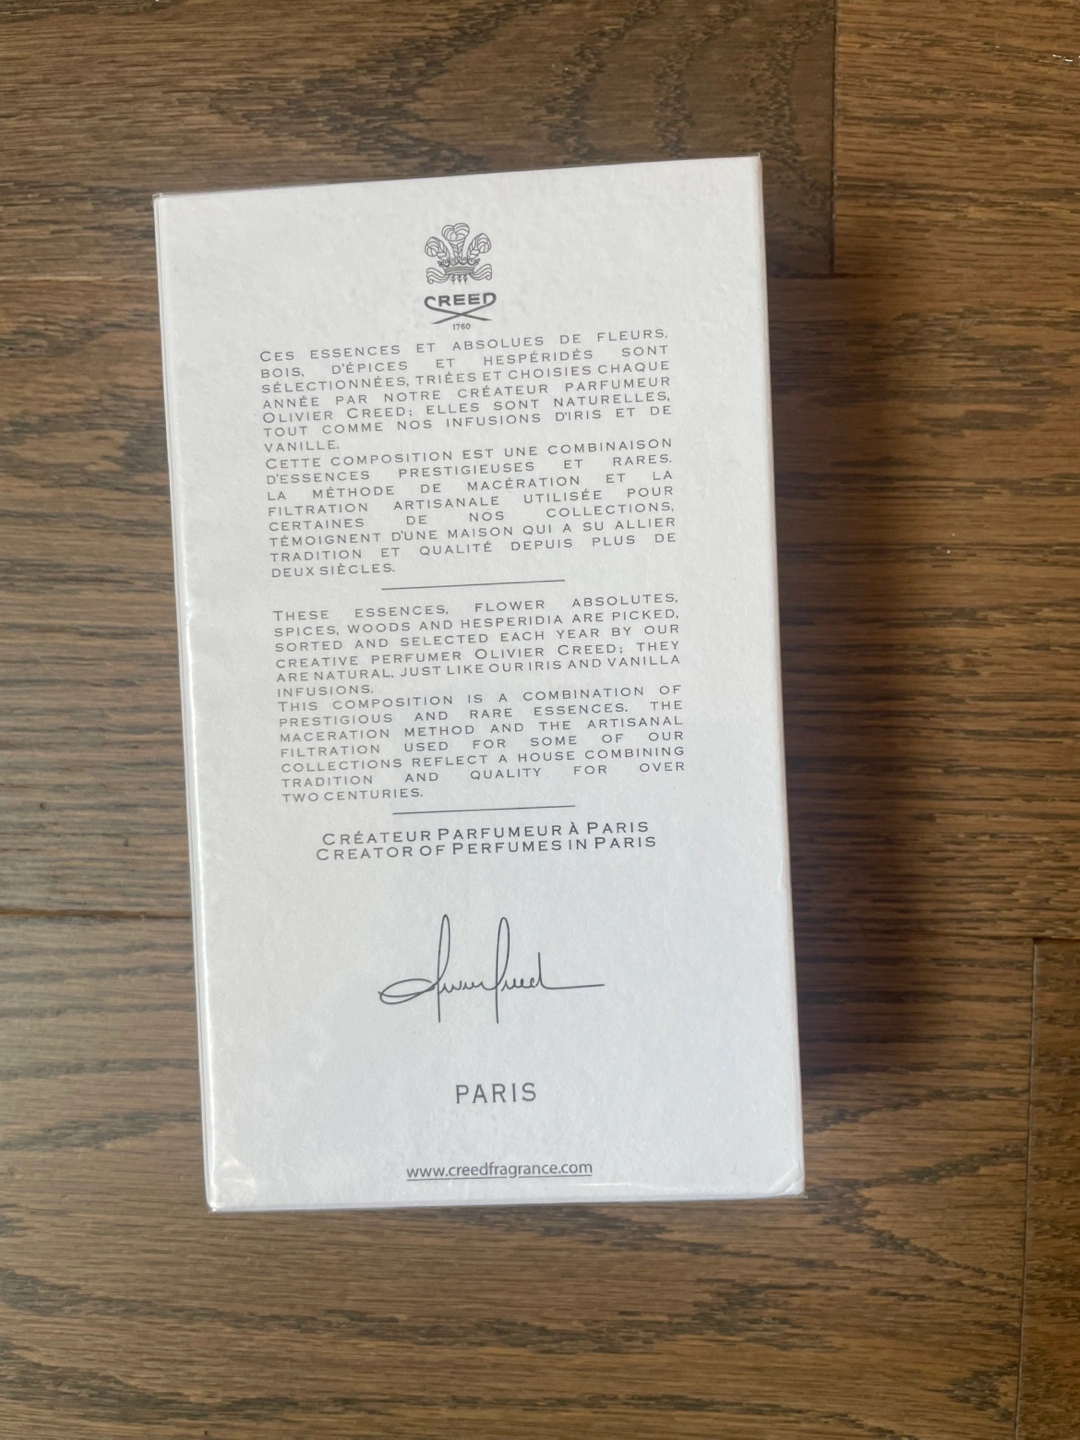 CREED
1760
CES ESSENCES ET ABSOLUES DE FLEURS,
BOIS, D'ÉPICES ET HESPÉRIDÉS SONT
SÉLECTIONNÉES, TRIÉES ET CHOISIES CHAQUE
ANNÉE PAR NOTRE CRÉATEUR PARFUMEUR
OLIVIER CREED; ELLES SONT NATURELLES,
TOUT COMME NOS INFUSIONS D'IRIS ET DE
VANILLE.
CETTE COMPOSITION EST UNE COMBINAISON
D'ESSENCES PRESTIGIEUSES ET RARES.
LA MÉTHODE DE MACÉRATION ET LA
FILTRATION ARTISANALE UTILISÉE POUR
CERTAINES DE NOS COLLECTIONS,
TÉMOIGNENT D'UNE MAISON QUI A SU ALLIER
TRADITION ET QUALITÉ DEPUIS PLUS DE
DEUX SIÈCLES.
THESE ESSENCES, FLOWER ABSOLUTES,
SPICES, WOODS AND HESPERIDIA ARE PICKED,
SORTED AND SELECTED EACH YEAR BY OUR
CREATIVE PERFUMER OLIVIER CREED; THEY
ARE NATURAL, JUST LIKE OUR IRIS AND VANILLA
INFUSIONS.
THIS COMPOSITION IS A COMBINATION OF
PRESTIGIOUS AND RARE ESSENCES. THE
MACERATION METHOD AND THE ARTISANAL
FILTRATION USED FOR SOME OF OUR
COLLECTIONS REFLECT A HOUSE COMBINING
TRADITION AND QUALITY FOR OVER
TWO CENTURIES.
CRÉATEUR PARFUMEUR À PARIS
CREATOR OF PERFUMES IN PARIS
Olivier Creed
PARIS
www.creedfragrance.com